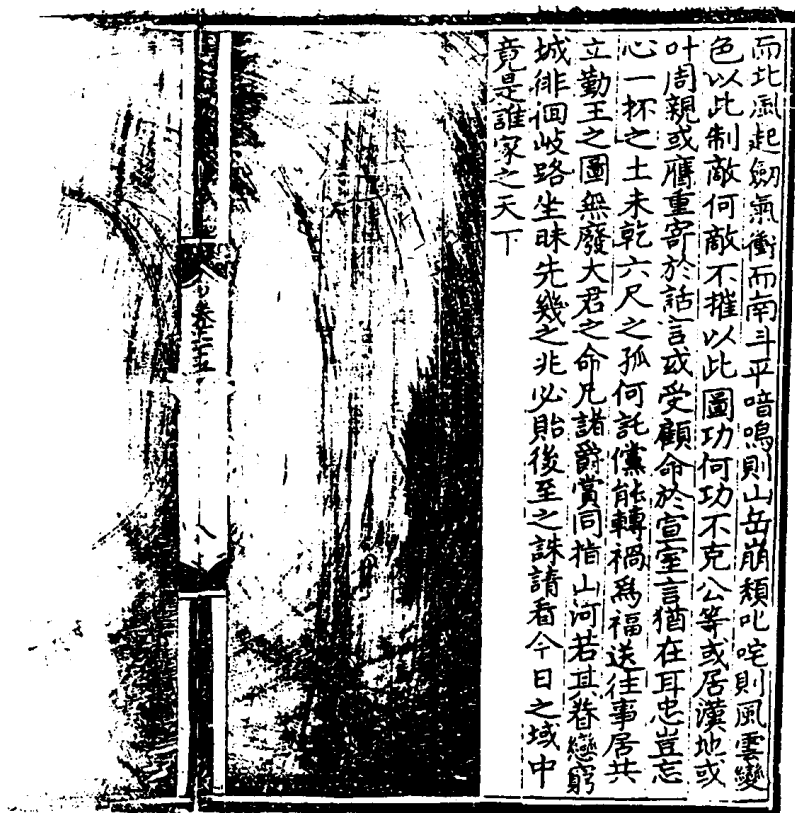 而北風起劒氣衝而南斗平喑鳴則山岳崩頹叱咤則風雲變
色以此制敵何敵不摧以此圖功何功不克公等或居漢地或
叶周親或膺重寄於話言或受顧命於宣室言猶在耳忠豈忘
心一抔之土未乾六尺之孤何託儻能轉禍爲福送往事居共
立勤王之圖無廢大君之命凡諸爵賞同指山河若其眷戀窮
城徘徊岐路坐昧先幾之兆必貽後至之誅請看今日之域中
竟是誰家之天下
卷三十五
八